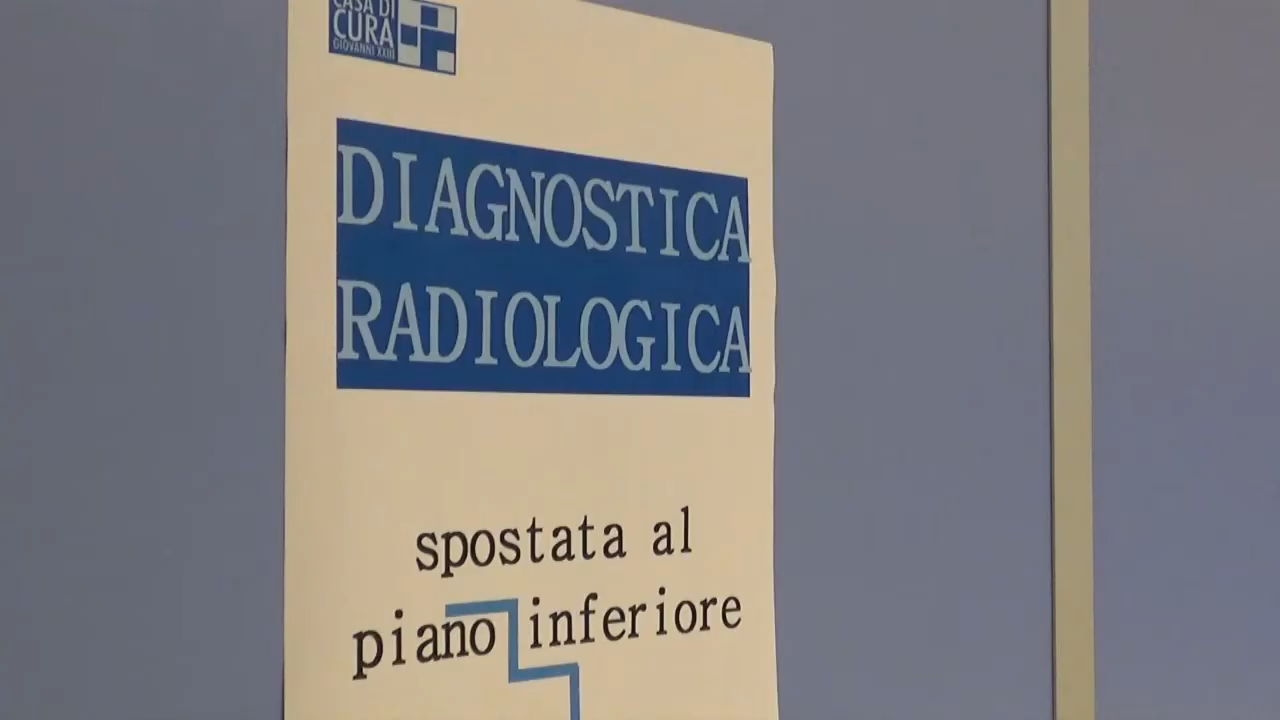 CASA DI
CURA
GIOVANNI XXIII
DIAGNOSTICA
RADIOLOGICA
spostata al
piano inferiore